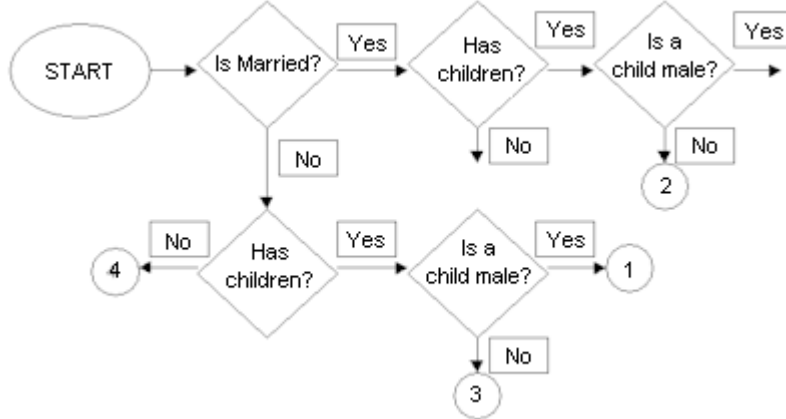 START
Is Married?
Yes
Has
children?
Yes
Is a
child male?
Yes
No
No
No
2
4
No
Has
children?
Yes
Is a
child male?
Yes
1
No
3